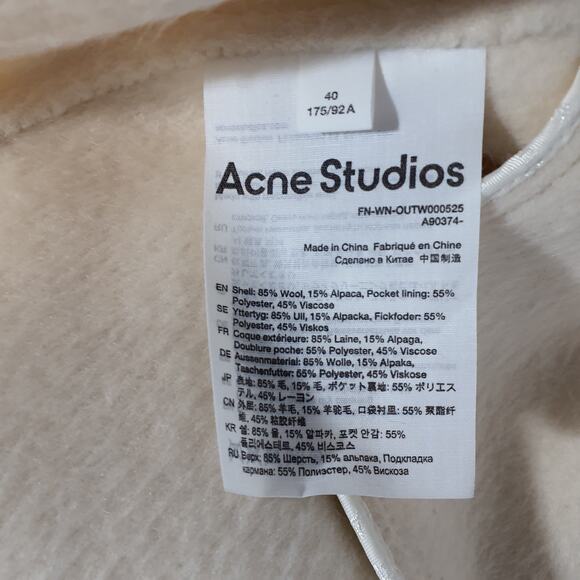 40
175/92 A
Acne Studios
FN-WN-OUTW000525
A90374-
Made in China Fabriqué en Chine
Сделано в Китае 中国制造
EN Shell: 85% Wool, 15% Alpaca, Pocket lining: 55%
Polyester, 45% Viscose
SE Yttertyg: 85% Ull, 15% Alpacka, Fickfoder: 55%
Polyester, 45% Viskos
FR Coque extérieure: 85% Laine, 15% Alpaga,
Doublure poche: 55% Polyester, 45% Viscose
DE Aussenmaterial: 85% Wolle, 15% Alpaka,
Taschenfutter: 55% Polyester, 45% Viskose
JP 表地: 85% 毛, 15% 毛, ポケット裏地: 55% ポリエス
テル, 45% レーヨン
CN 外层: 85% 羊毛, 15% 羊驼毛, 口袋衬里: 55% 聚酯纤
维, 45% 粘胶纤维
KR 쉘: 85% 울, 15% 알파카, 포켓 안감: 55%
폴리에스테르, 45% 비스코스
RU Верх: 85% Шерсть, 15% альпака, Подкладка
кармана: 55% Полиэстер, 45% Вискоза